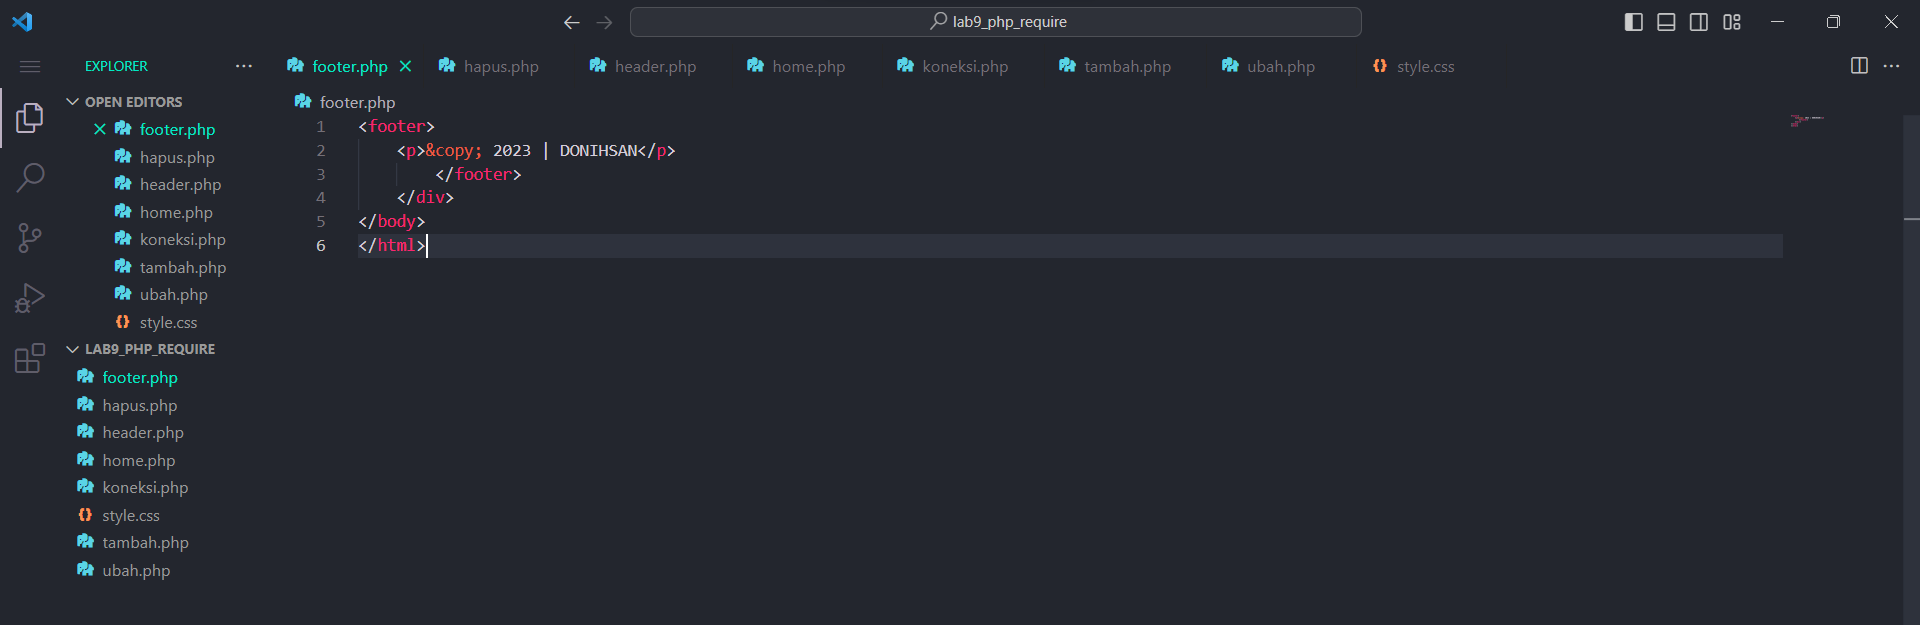 lab9_php_require
EXPLORER
footer.php
hapus.php
header.php
home.php
koneksi.php
tambah.php
ubah.php
style.css
OPEN EDITORS
footer.php
hapus.php
header.php
home.php
koneksi.php
tambah.php
ubah.php
style.css
LAB9_PHP_REQUIRE
footer.php
hapus.php
header.php
home.php
koneksi.php
style.css
tambah.php
ubah.php
footer.php
1 <footer>
2     <p>&copy; 2023 | DONIHSAN</p>
3         </footer>
4     </div>
5 </body>
6 </html>